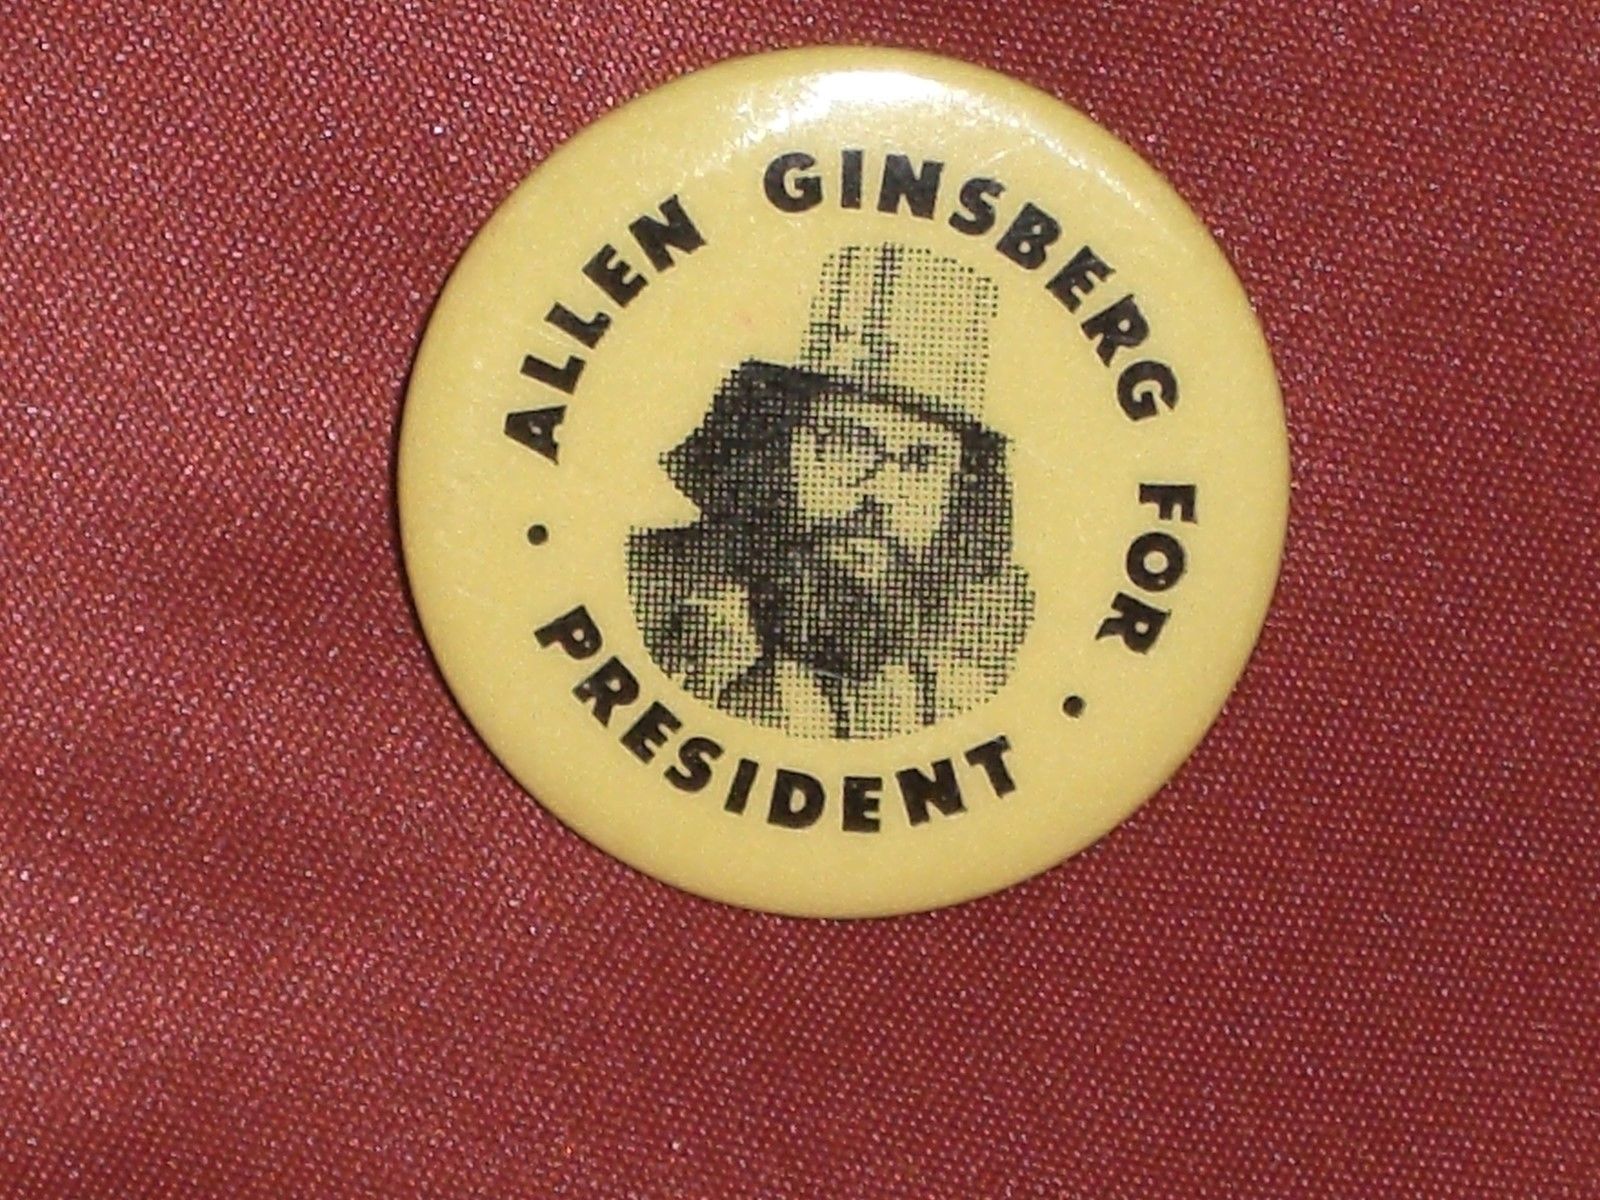 • ALLEN GINSBERG FOR •
PRESIDENT